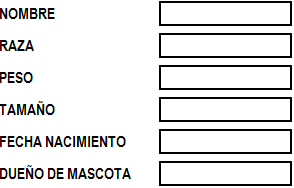 NOMBRE
RAZA
PESO
TAMAÑO
FECHA NACIMIENTO
DUEÑO DE MASCOTA